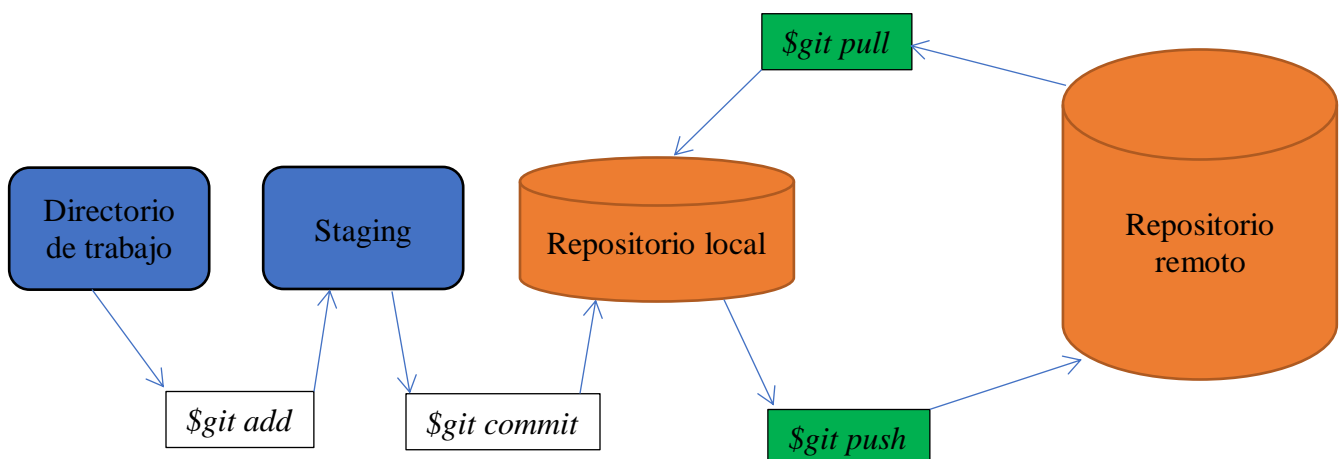 $git pull
Directorio
de trabajo
Staging
Repositorio local
Repositorio
remoto
$git add
$git commit
$git push